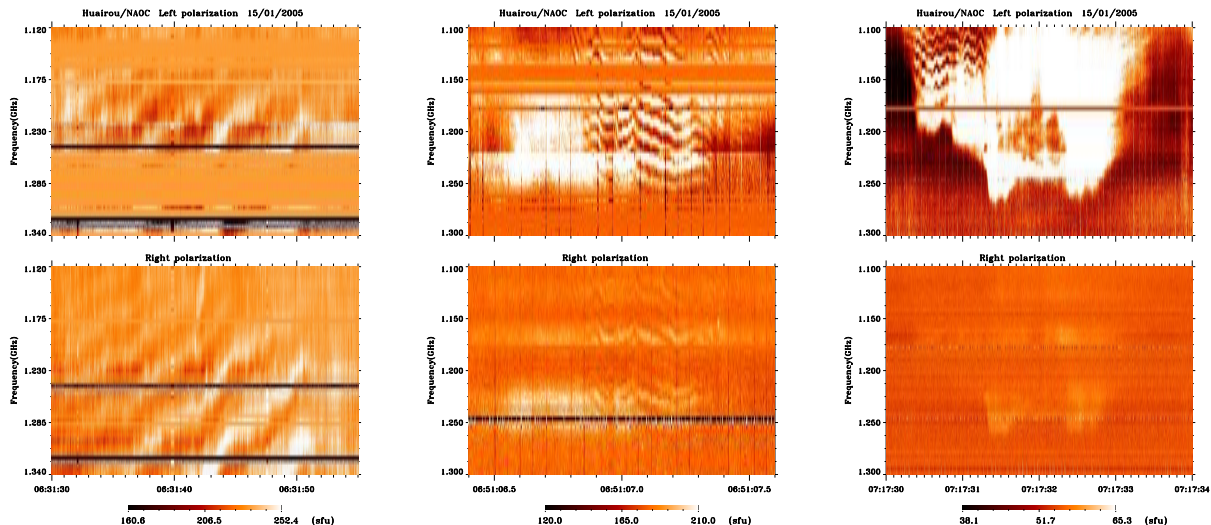 Huairou/NAOC Left polarization 15/01/2005
1.120
1.175
1.230
1.285
1.340
Frequency(GHz)
Right polarization
1.120
1.175
1.230
1.285
1.340
Frequency(GHz)
06:31:30 06:31:40 06:31:50
160.6 206.5 252.4 (sfu)
Huairou/NAOC Left polarization 15/01/2005
1.100
1.150
1.200
1.250
1.300
Frequency(GHz)
Right polarization
1.100
1.150
1.200
1.250
1.300
Frequency(GHz)
06:51:06.5 06:51:07.0 06:51:07.5
120.0 165.0 210.0 (sfu)
Huairou/NAOC Left polarization 15/01/2005
1.100
1.150
1.200
1.250
1.300
Frequency(GHz)
Right polarization
1.100
1.150
1.200
1.250
1.300
Frequency(GHz)
07:17:30 07:17:31 07:17:32 07:17:33 07:17:34
38.1 51.7 65.3 (sfu)